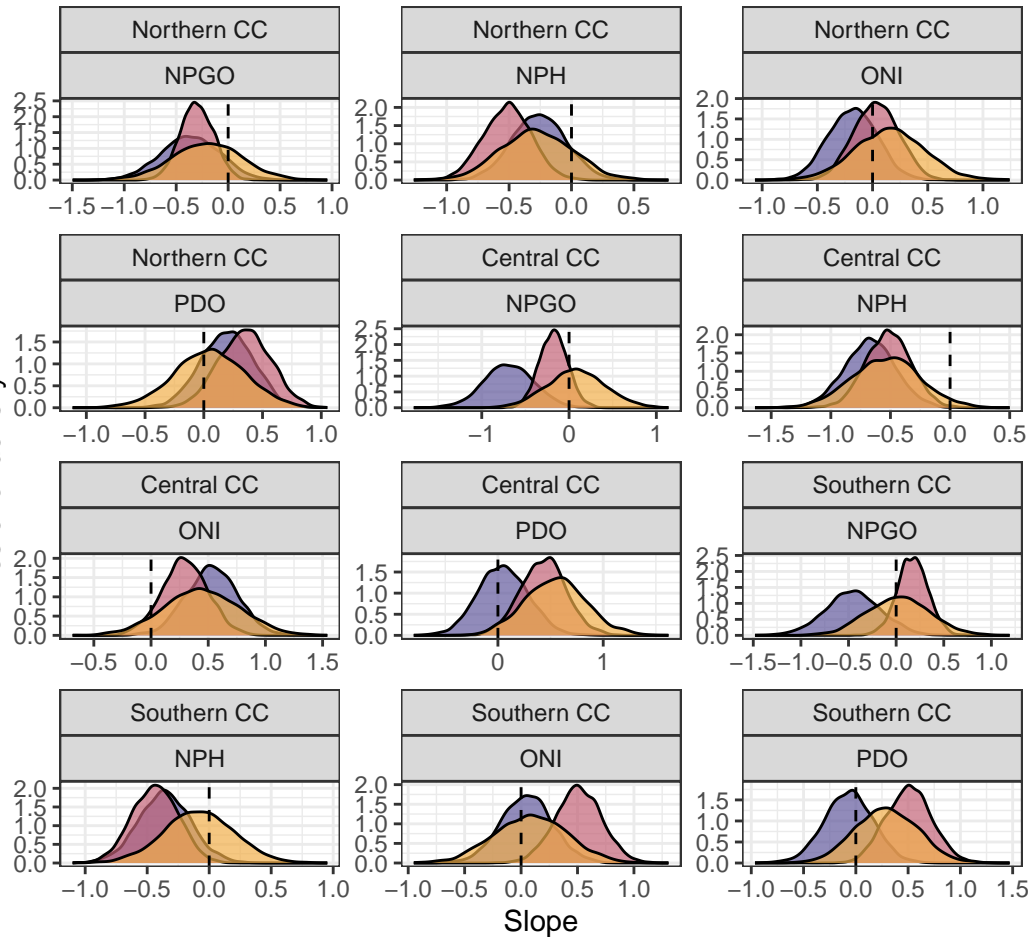 Northern CC Northern CC Northern CC
NPGO NPH ONI
2.5 2.0 1.5 1.0 0.5 0.0 2.0 1.5 1.0 0.5 0.0 2.0 1.5 1.0 0.5 0.0
−1.5 −1.0 −0.5 0.0 0.5 1.0 −1.0 −0.5 0.0 0.5 −1.0 −0.5 0.0 0.5 1.0
Northern CC Central CC Central CC
PDO NPGO NPH
1.5 1.0 0.5 0.0 2.5 2.0 1.5 1.0 0.5 0.0 2.0 1.5 1.0 0.5 0.0
−1.0 −0.5 0.0 0.5 1.0 −1 0 1 −1.5 −1.0 −0.5 0.0 0.5
Central CC Central CC Southern CC
ONI PDO NPGO
2.0 1.5 1.0 0.5 0.0 1.5 1.0 0.5 0.0 2.5 2.0 1.5 1.0 0.5 0.0
−0.5 0.0 0.5 1.0 1.5 0 1 −1.5 −1.0 −0.5 0.0 0.5 1.0
Southern CC Southern CC Southern CC
NPH ONI PDO
2.0 1.5 1.0 0.5 0.0 2.0 1.5 1.0 0.5 0.0 1.5 1.0 0.5 0.0
−1.0 −0.5 0.0 0.5 1.0 −1.0 −0.5 0.0 0.5 1.0 −1.0 −0.5 0.0 0.5 1.0 1.5
Slope